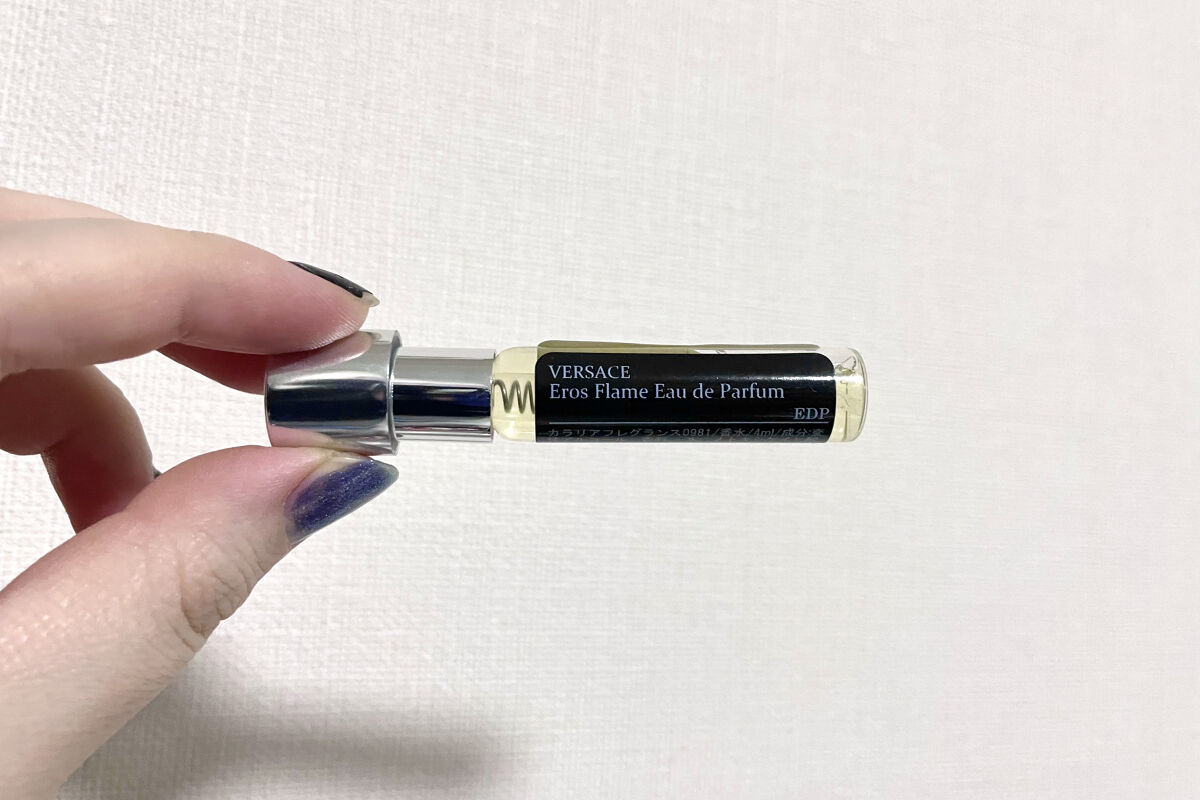 VERSACE
Eros Flame Eau de Parfum
EDP
カラリアフレグランス0981/香水/4ml/成分:変